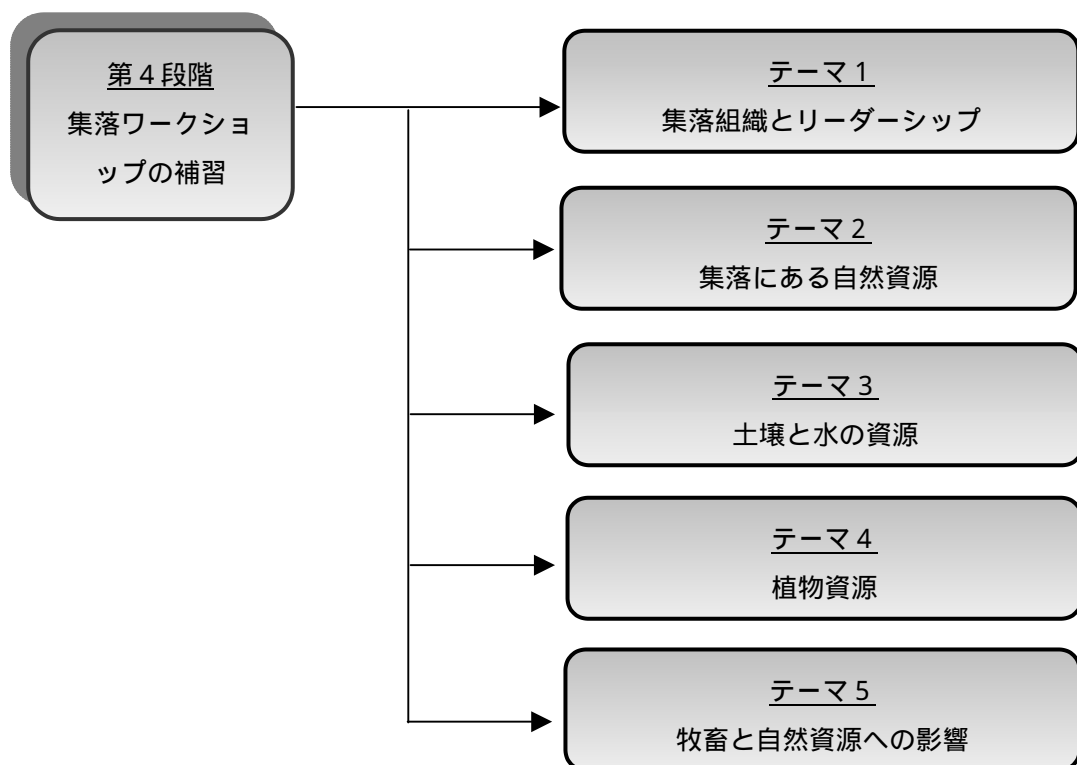 第４段階
集落ワークショ
ップの補習
テーマ１
集落組織とリーダーシップ
テーマ２
集落にある自然資源
テーマ３
土壌と水の資源
テーマ４
植物資源
テーマ５
牧畜と自然資源への影響